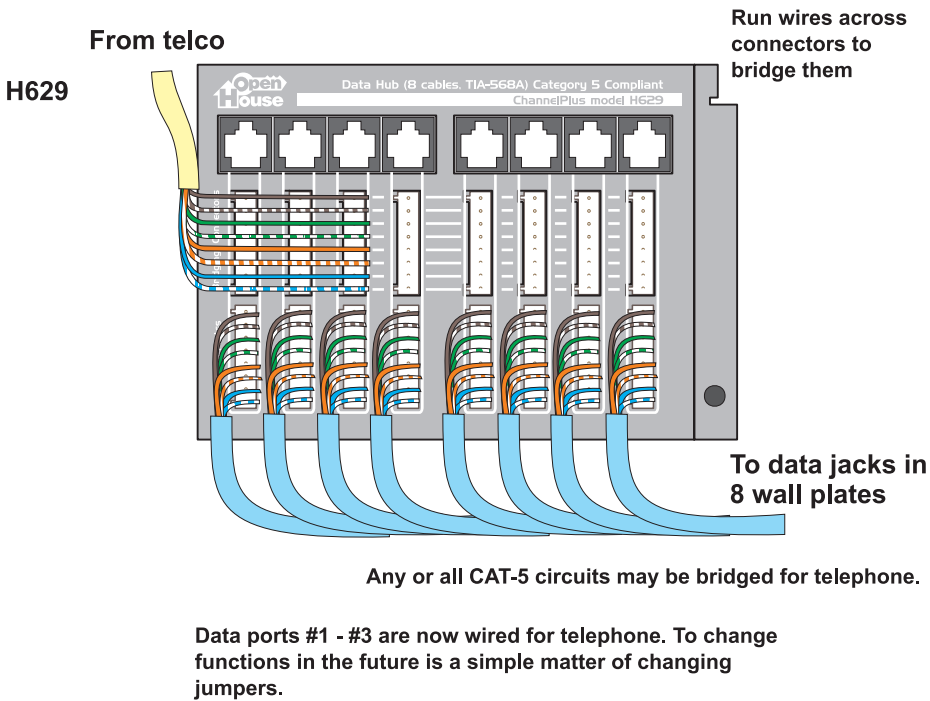 From telco
H629
Run wires across
connectors to
bridge them
Open
House
Data Hub (8 cables, TIA-568A) Category 5 Compliant
ChannelPlus model H629
To data jacks in
8 wall plates
Any or all CAT-5 circuits may be bridged for telephone.
Data ports #1 - #3 are now wired for telephone. To change
functions in the future is a simple matter of changing
jumpers.